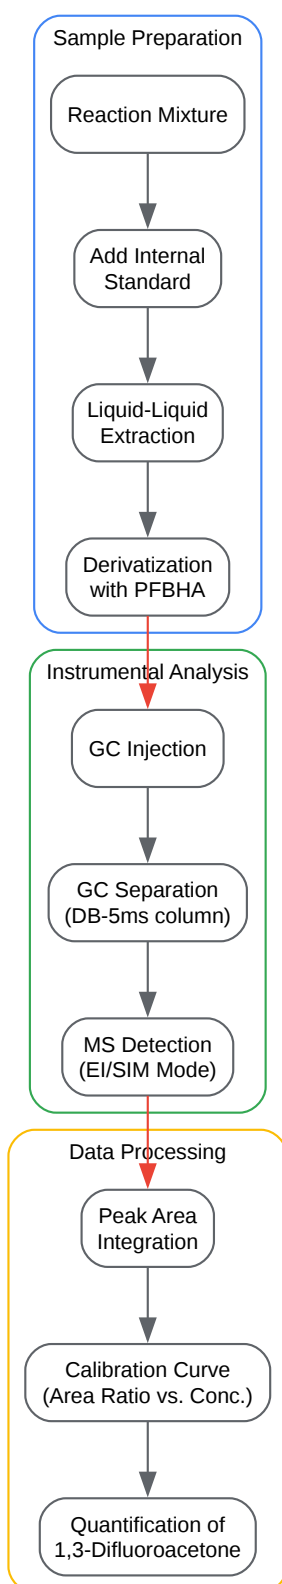 Sample Preparation
Reaction Mixture
Add Internal
Standard
Liquid-Liquid
Extraction
Derivatization
with PFBHA
Instrumental Analysis
GC Injection
GC Separation
(DB-5ms column)
MS Detection
(EI/SIM Mode)
Data Processing
Peak Area
Integration
Calibration Curve
(Area Ratio vs. Conc.)
Quantification of
1,3-Difluoroacetone